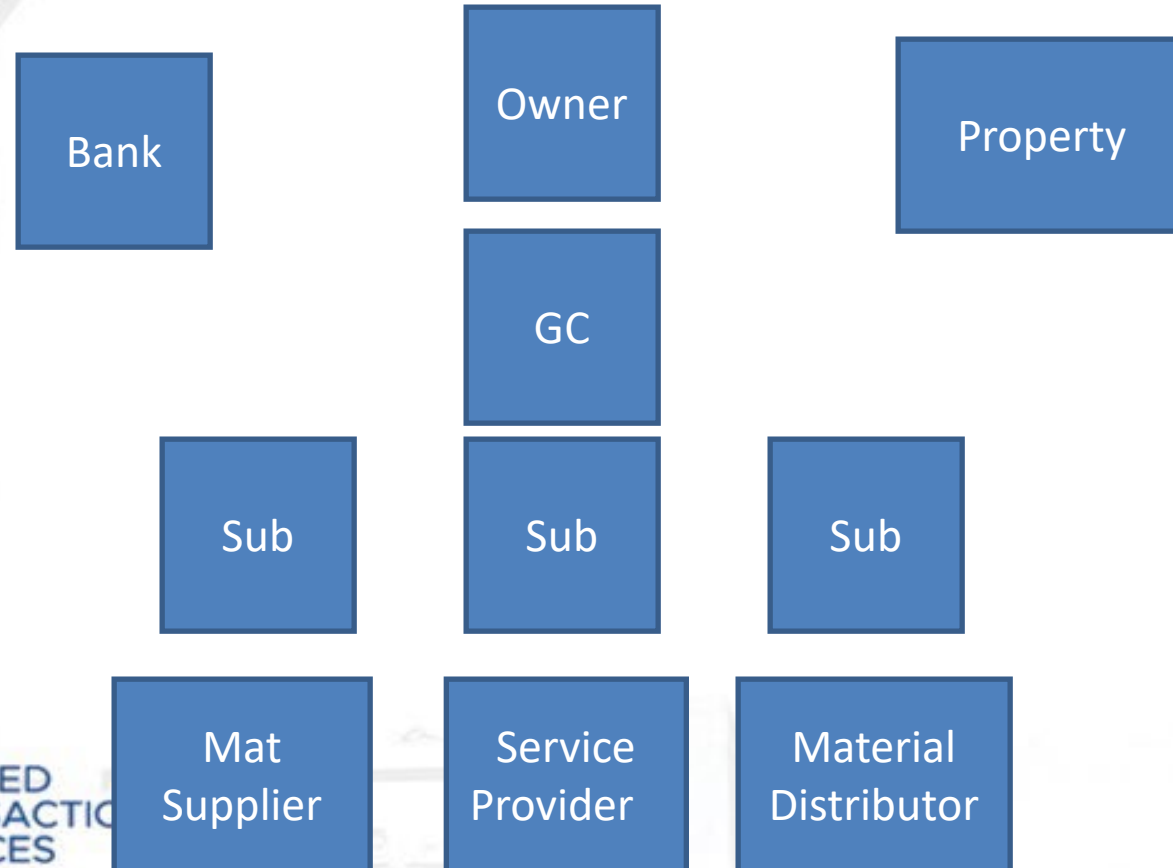 Owner
Bank
Property
GC
Sub
Sub
Sub
Mat
Supplier
Service
Provider
Material
Distributor